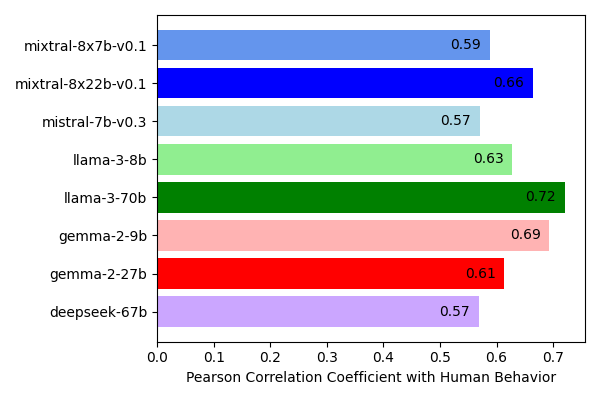 mixtral-8x7b-v0.1 0.59
mixtral-8x22b-v0.1 0.66
mistral-7b-v0.3 0.57
llama-3-8b 0.63
llama-3-70b 0.72
gemma-2-9b 0.69
gemma-2-27b 0.61
deepseek-67b 0.57
0.0 0.1 0.2 0.3 0.4 0.5 0.6 0.7
Pearson Correlation Coefficient with Human Behavior